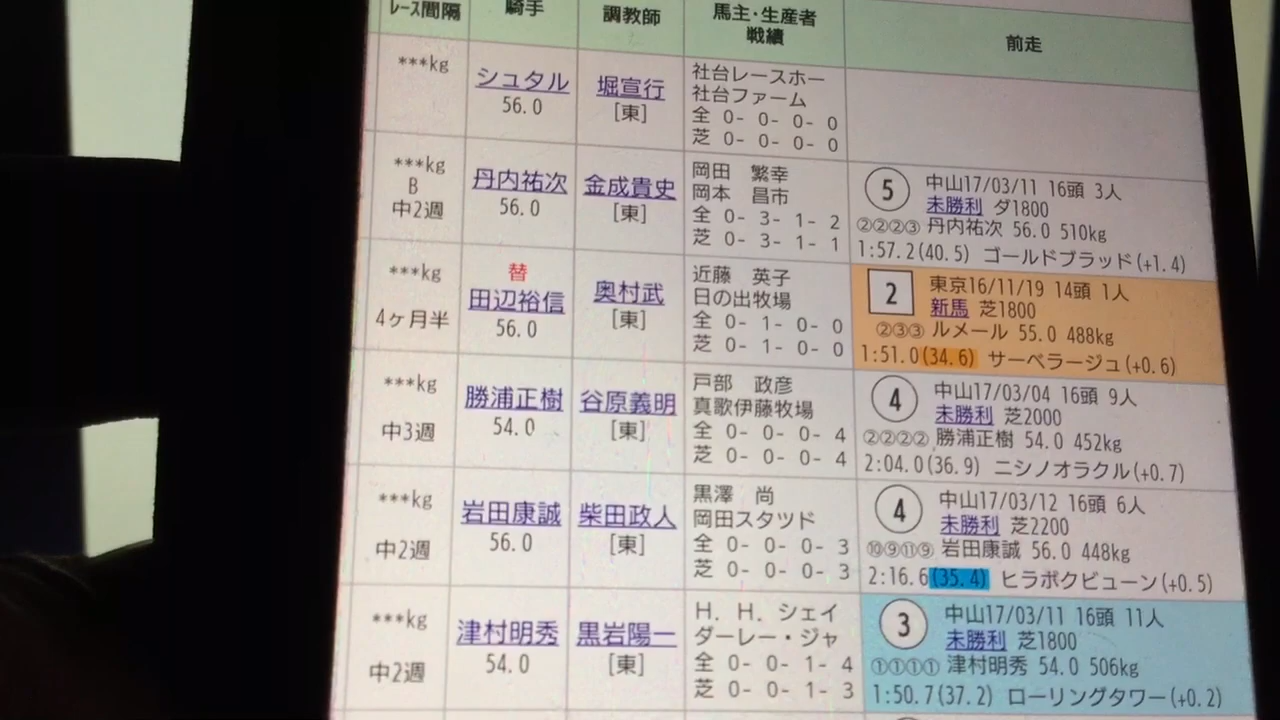 レース間隔 騎手 調教師 馬主・生産者 戦績 前走
***kg シュタル 56.0 堀宣行 [東] 社台レースホー
社台ファーム
全 0- 0- 0- 0
芝 0- 0- 0- 0
***kg
B
中2週
丹内祐次
56.0
金成貴史
[東]
岡田 繁幸
岡本 昌市
全 0- 3- 1- 2
芝 0- 3- 1- 1
5 中山17/03/11 16頭 3人
未勝利 ダ1800
②②②③ 丹内祐次 56.0 510kg
1:57.2(40.5) ゴールドブラッド(+1.4)
***kg
4ヶ月半
替
田辺裕信
56.0
奥村武
[東]
近藤 英子
日の出牧場
全 0- 1- 0- 0
芝 0- 1- 0- 0
2 東京16/11/19 14頭 1人
新馬 芝1800
②③③ ルメール 55.0 488kg
1:51.0(34.6) サーベラージュ(+0.6)
***kg
中3週
勝浦正樹
54.0
谷原義明
[東]
戸部 政彦
真歌伊藤牧場
全 0- 0- 0- 4
芝 0- 0- 0- 4
4 中山17/03/04 16頭 9人
未勝利 芝2000
②②②② 勝浦正樹 54.0 452kg
2:04.0(36.9) ニシノオラクル(+0.7)
***kg
中2週
岩田康誠
56.0
柴田政人
[東]
黒澤 尚
岡田スタツド
全 0- 0- 0- 3
芝 0- 0- 0- 3
4 中山17/03/12 16頭 6人
未勝利 芝2200
⑩⑨⑪⑨ 岩田康誠 56.0 448kg
2:16.6(35.4) ヒラボクビューン(+0.5)
***kg
中2週
津村明秀
54.0
黒岩陽一
[東]
H. H. シェイ
ダーレー・ジャ
全 0- 0- 1- 4
芝 0- 0- 1- 3
3 中山17/03/11 16頭 11人
未勝利 芝1800
①①①① 津村明秀 54.0 506kg
1:50.7(37.2) ローリングタワー(+0.2)